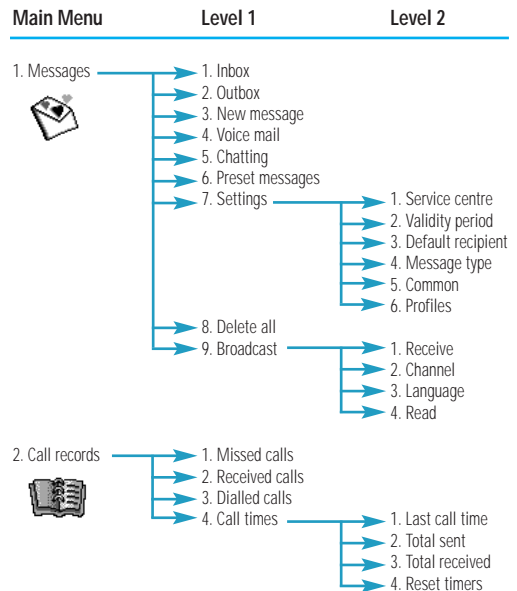 Main Menu Level 1 Level 2
1. Messages 1. Inbox
2. Outbox
3. New message
4. Voice mail
5. Chatting
6. Preset messages
7. Settings 1. Service centre
2. Validity period
3. Default recipient
4. Message type
5. Common
6. Profiles
8. Delete all
9. Broadcast 1. Receive
2. Channel
3. Language
4. Read
2. Call records 1. Missed calls
2. Received calls
3. Dialled calls
4. Call times 1. Last call time
2. Total sent
3. Total received
4. Reset timers